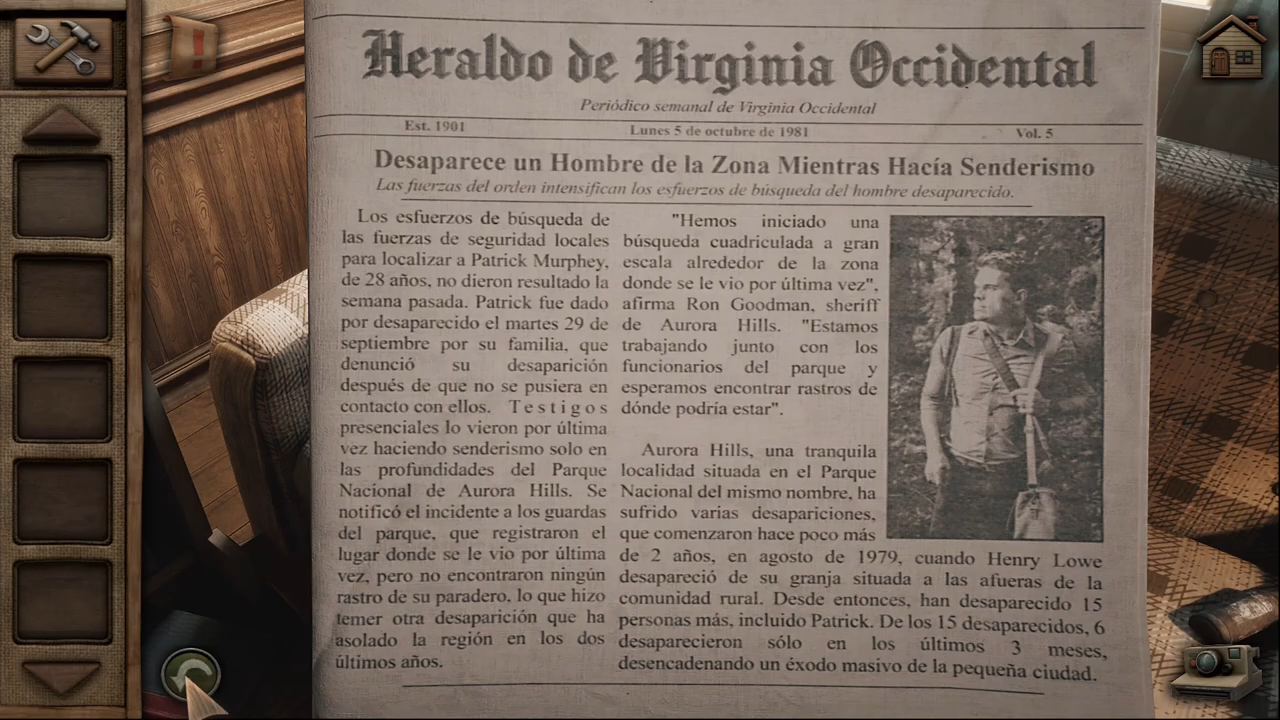 Heraldo de Virginia Occidental
Periódico semanal de Virginia Occidental
Est. 1901
Lunes 5 de octubre de 1981
Vol. 5
Desaparece un Hombre de la Zona Mientras Hacía Senderismo
Las fuerzas del orden intensifican los esfuerzos de búsqueda del hombre desaparecido.
Los esfuerzos de búsqueda de
las fuerzas de seguridad locales
para localizar a Patrick Murphey,
de 28 años, no dieron resultado la
semana pasada. Patrick fue dado
por desaparecido el martes 29 de
septiembre por su familia, que
denunció su desaparición
después de que no se pusiera en
contacto con ellos. Testigos
presenciales lo vieron por última
vez haciendo senderismo solo en
las profundidades del Parque
Nacional de Aurora Hills. Se
notificó el incidente a los guardas
del parque, que registraron el
lugar donde se le vio por última
vez, pero no encontraron ningún
rastro de su paradero, lo que hizo
temer otra desaparición que ha
asolado la región en los dos
últimos años.
"Hemos iniciado una
búsqueda cuadriculada a gran
escala alrededor de la zona
donde se le vio por última vez",
afirma Ron Goodman, sheriff
de Aurora Hills. "Estamos
trabajando junto con los
funcionarios del parque y
esperamos encontrar rastros de
dónde podría estar".
Aurora Hills, una tranquila
localidad situada en el Parque
Nacional del mismo nombre, ha
sufrido varias desapariciones,
que comenzaron hace poco más
de 2 años, en agosto de 1979, cuando Henry Lowe
desapareció de su granja situada a las afueras de la
comunidad rural. Desde entonces, han desaparecido 15
personas más, incluido Patrick. De los 15 desaparecidos, 6
desaparecieron sólo en los últimos 3 meses,
desencadenando un éxodo masivo de la pequeña ciudad.